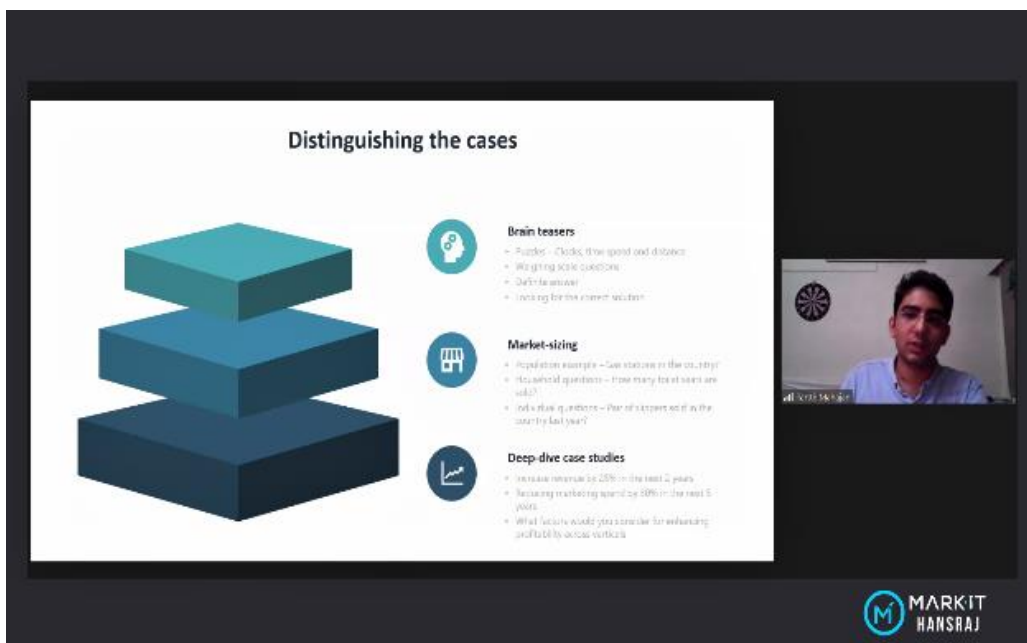 Distinguishing the cases
Brain teasers
Puzzles – Clocks, time speed and distance
Weighing scale questions
Definite answer
Looking for the correct solution
Market-sizing
Population example – Gas stations in the country?
Household questions – How many are
sold?
Individual questions – Pair of slippers sold in the
country last year?
Deep-dive case studies
Increase revenue by 25% in the next 2 years
Reducing marketing spend by in the next 5
years
What factors would you consider for enhancing
profitability across verticals
MARKIT
HANSRAJ